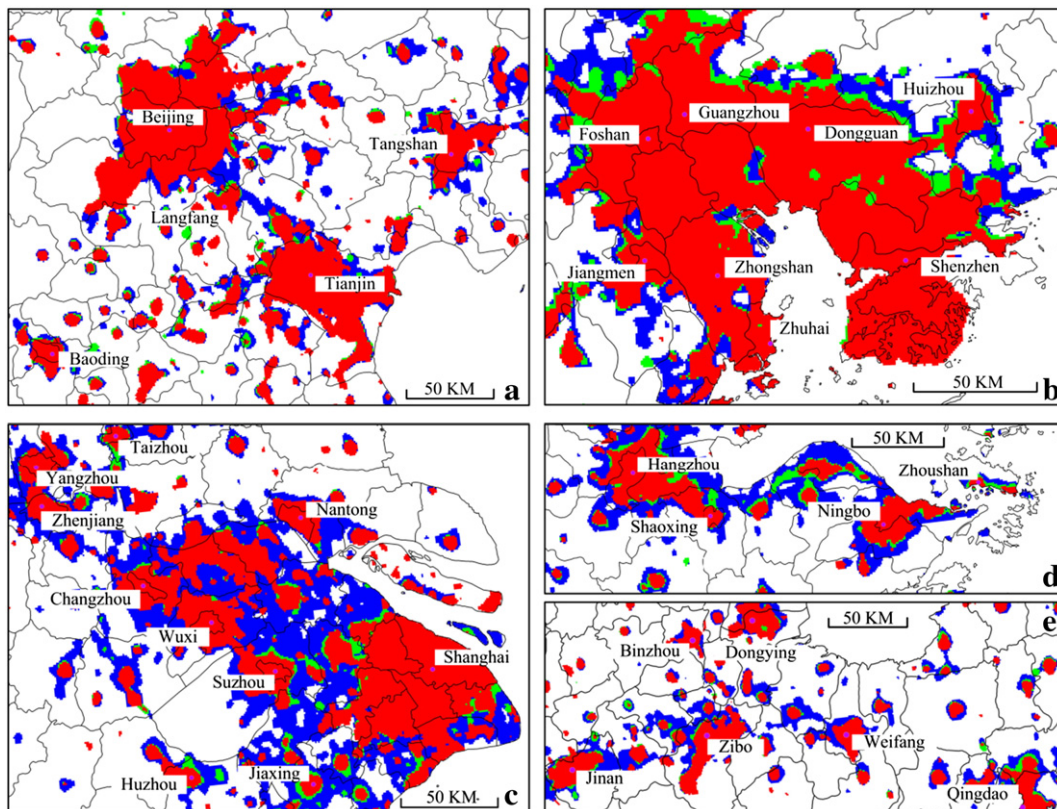 Beijing
Tangshan
Langfang
Tianjin
Baoding
50 KM
a
Huizhou
Guangzhou
Foshan
Dongguan
Jiangmen
Zhongshan
Shenzhen
Zhuhai
50 KM
b
Taizhou
Yangzhou
Zhenjiang
Nantong
Changzhou
Wuxi
Shanghai
Suzhou
Huzhou
Jiaxing
50 KM
c
50 KM
Hangzhou
Zhoushan
Ningbo
Shaoxing
d
50 KM
e
Binzhou
Dongying
Zibo
Weifang
Jinan
Qingdao